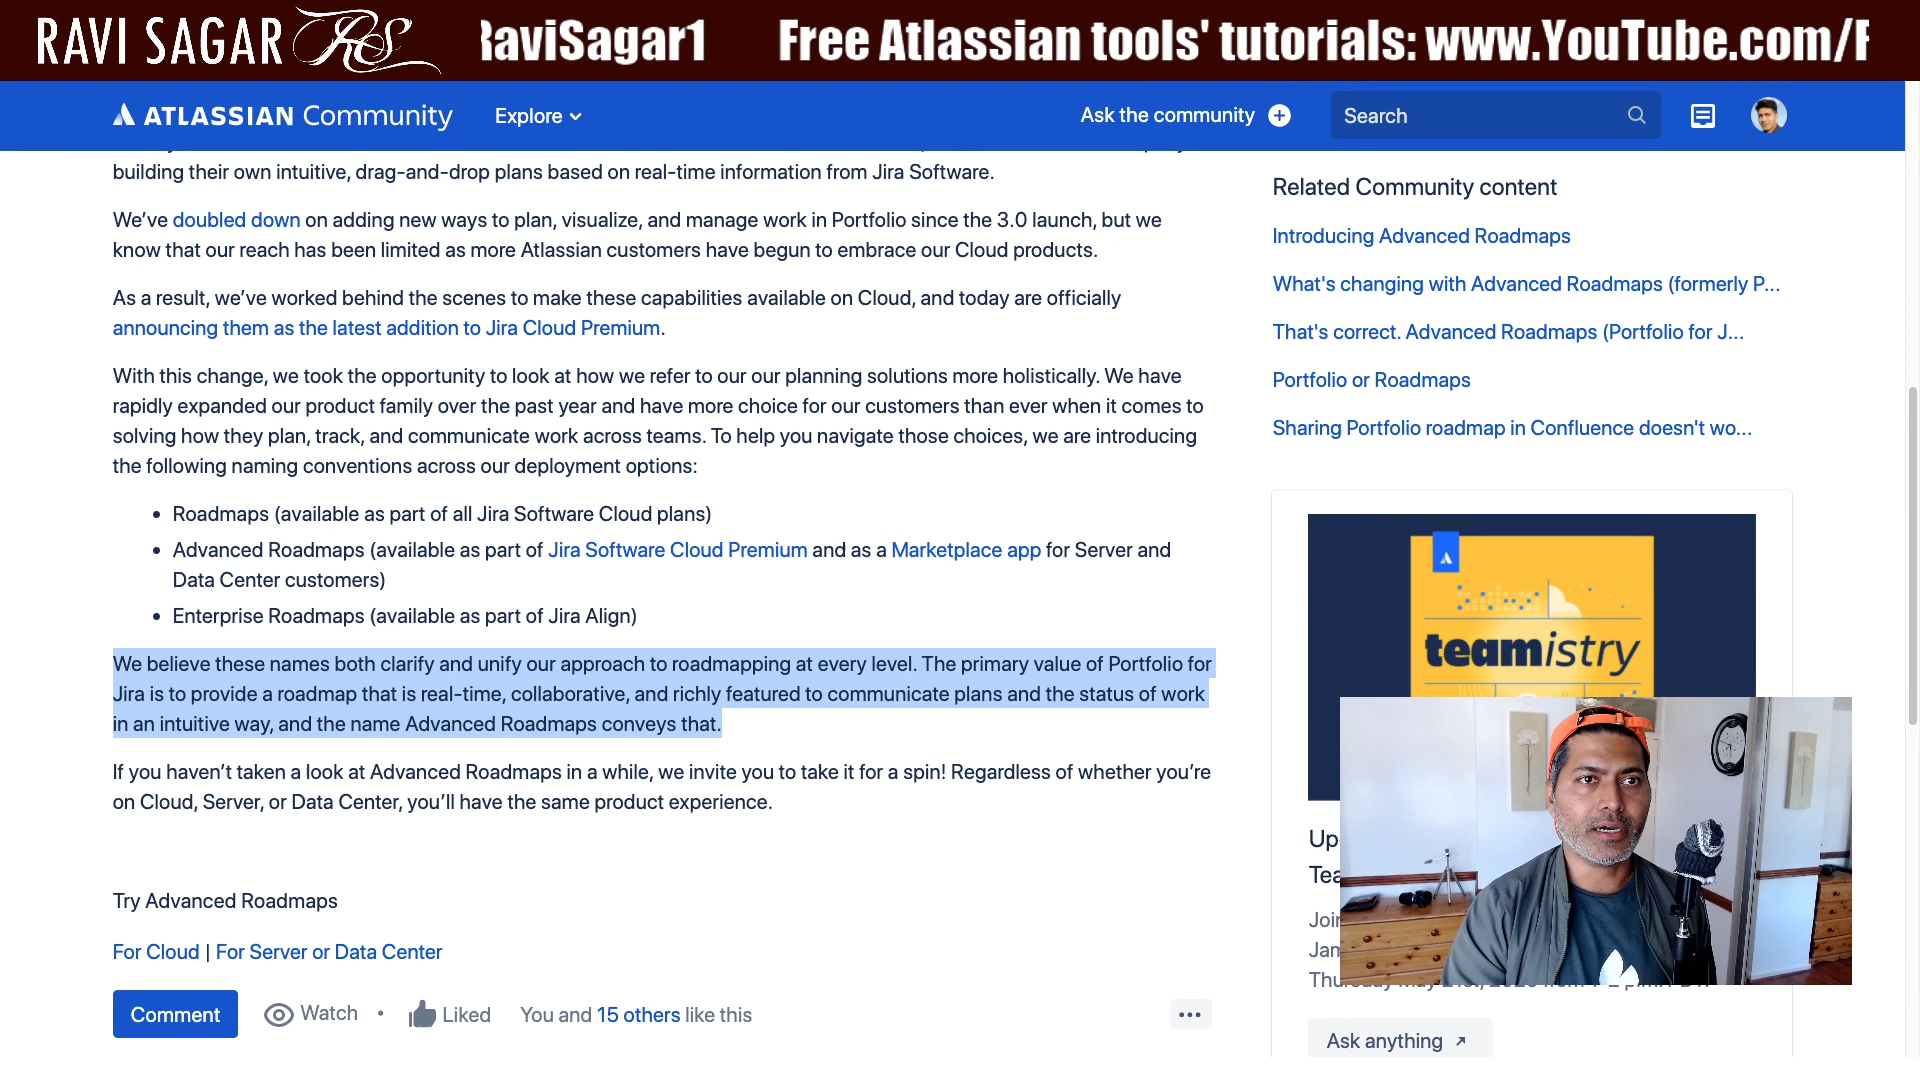 RAVI SAGAR RS
RaviSagar1 Free Atlassian tools' tutorials: www.YouTube.com/
ATLASSIAN Community
Explore
Ask the community
Search
building their own intuitive, drag-and-drop plans based on real-time information from Jira Software.
We've doubled down on adding new ways to plan, visualize, and manage work in Portfolio since the 3.0 launch, but we
know that our reach has been limited as more Atlassian customers have begun to embrace our Cloud products.
As a result, we've worked behind the scenes to make these capabilities available on Cloud, and today are officially
announcing them as the latest addition to Jira Cloud Premium.
With this change, we took the opportunity to look at how we refer to our our planning solutions more holistically. We have
rapidly expanded our product family over the past year and have more choice for our customers than ever when it comes to
solving how they plan, track, and communicate work across teams. To help you navigate those choices, we are introducing
the following naming conventions across our deployment options:
• Roadmaps (available as part of all Jira Software Cloud plans)
• Advanced Roadmaps (available as part of Jira Software Cloud Premium and as a Marketplace app for Server and
Data Center customers)
• Enterprise Roadmaps (available as part of Jira Align)
We believe these names both clarify and unify our approach to roadmapping at every level. The primary value of Portfolio for
Jira is to provide a roadmap that is real-time, collaborative, and richly featured to communicate plans and the status of work
in an intuitive way, and the name Advanced Roadmaps conveys that.
If you haven't taken a look at Advanced Roadmaps in a while, we invite you to take it for a spin! Regardless of whether you're
on Cloud, Server, or Data Center, you'll have the same product experience.
Try Advanced Roadmaps
For Cloud | For Server or Data Center
Comment
Watch
•
Liked
You and 15 others like this
Related Community content
Introducing Advanced Roadmaps
What's changing with Advanced Roadmaps (formerly P...
That's correct. Advanced Roadmaps (Portfolio for J...
Portfolio or Roadmaps
Sharing Portfolio roadmap in Confluence doesn't wo...
teamistry
Ask anything